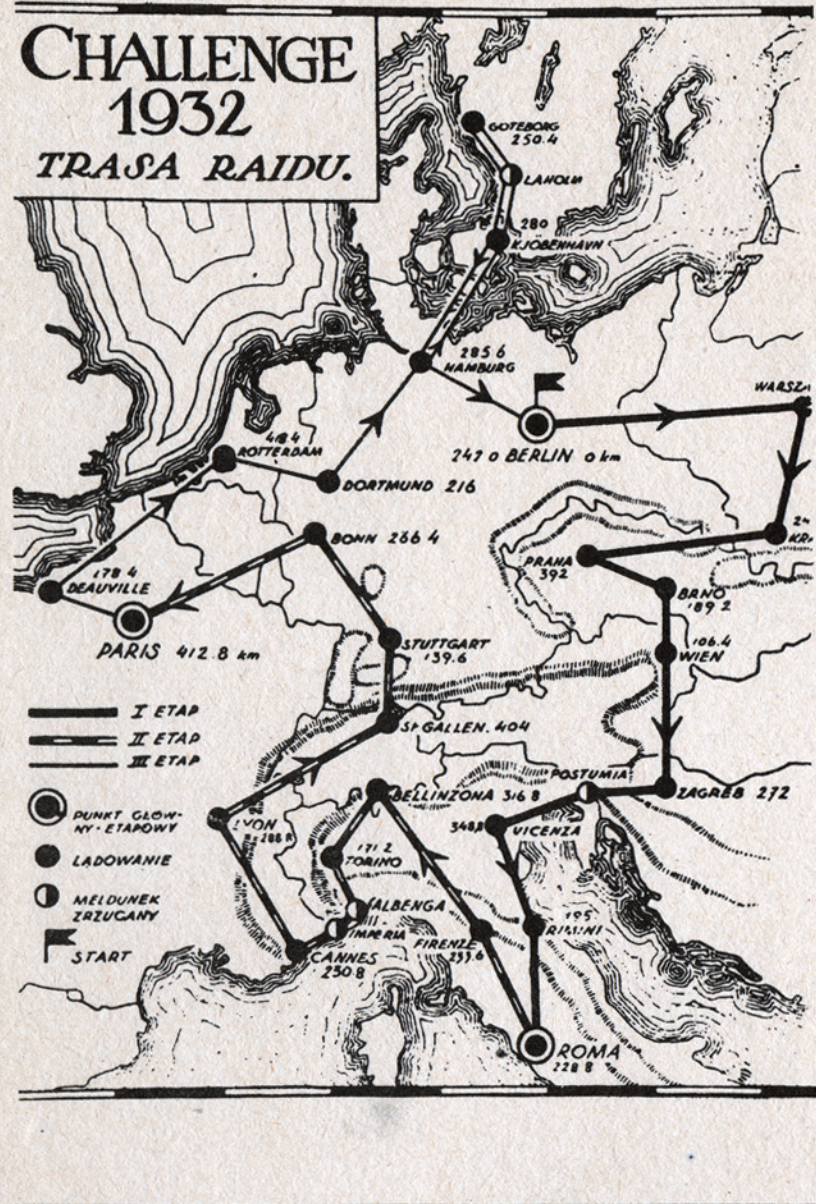 CHALLENGE
1932
TRASA RAIDU.
GOTEBORG
250.4
LAHOLM
280
KJOBENHAVN
285 6
HAMBURG
WARSZ
247 0 BERLIN 0 km
ROTTERDAM
DORTMUND 216
BONN 266 4
PRAHA
392
BRNO
189 2
178 4
DEAUVILLE
PARIS 412.8 km
STUTTGART
139.6
106.4
WIEN
St GALLEN. 404
I ETAP
II ETAP
III ETAP
POSTUMIA
ZAGREB 272
BELLINZONA 316 8
PUNKT GŁÓW-
NY-ETAPOWY
LYON
VICENZA
171 2
TORINO
LĄDOWANIE
MELDUNEK
ZRZUCANY
ALBENGA
IMPERIA
195
RIMINI
FIRENZE
START
CANNES
230.8
ROMA
228 8